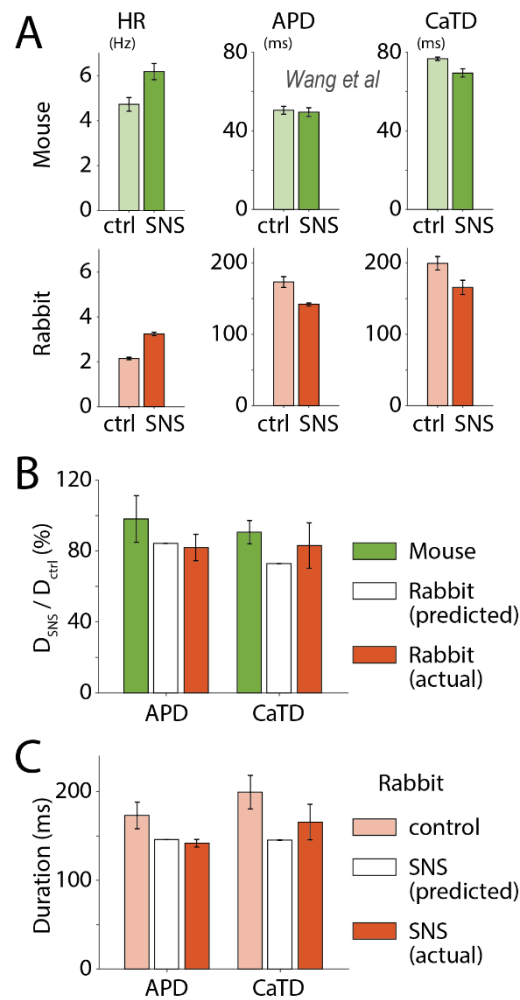 A
HR
(Hz)
APD
(ms)
CaTD
(ms)
Wang et al
Mouse
6
4
2
0
ctrl SNS
80
40
0
ctrl SNS
80
40
0
ctrl SNS
Rabbit
6
4
2
0
ctrl SNS
200
100
0
ctrl SNS
200
100
0
ctrl SNS
B
D_SNS / D_ctrl (%)
120
80
40
0
APD
CaTD
Mouse
Rabbit
(predicted)
Rabbit
(actual)
C
Duration (ms)
200
100
0
APD
CaTD
Rabbit
control
SNS
(predicted)
SNS
(actual)